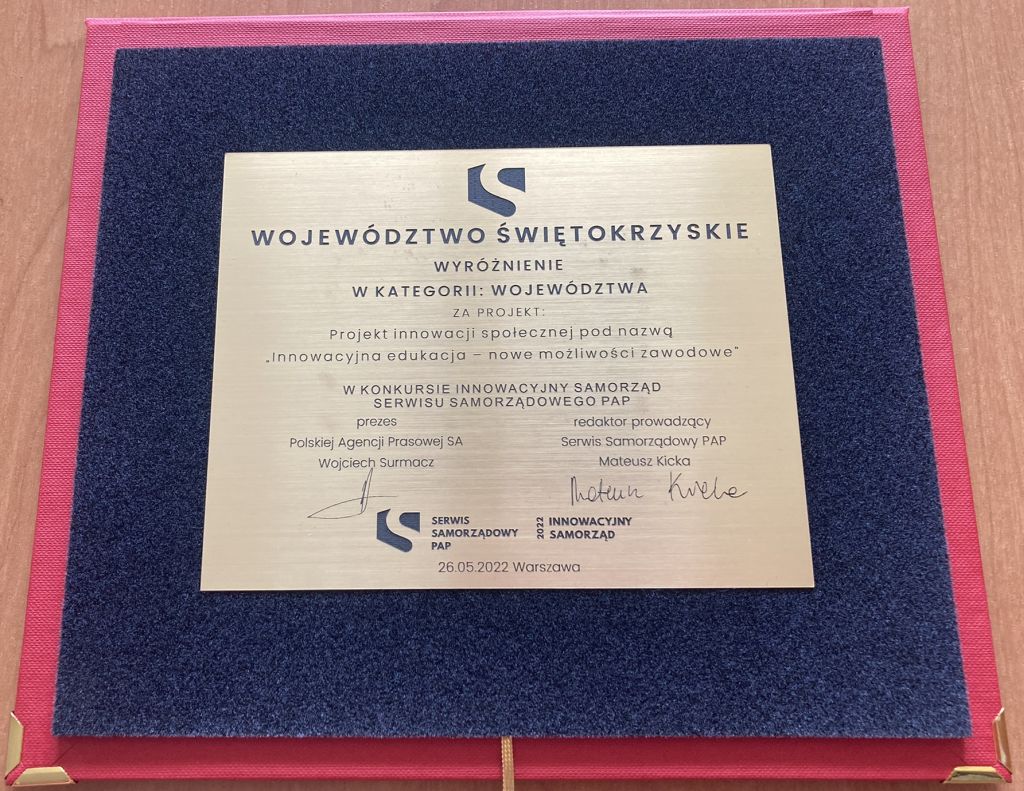 WOJEWÓDZTWO ŚWIĘTOKRZYSKIE
WYRÓŻNIENIE
W KATEGORII: WOJEWÓDZTWA
ZA PROJEKT:
Projekt innowacji społecznej pod nazwą
„Innowacyjna edukacja – nowe możliwości zawodowe"
W KONKURSIE INNOWACYJNY SAMORZĄD
SERWISU SAMORZĄDOWEGO PAP
prezes
Polskiej Agencji Prasowej SA
Wojciech Surmacz
redaktor prowadzący
Serwis Samorządowy PAP
Mateusz Kicka
Mateusz Kicka
SERWIS
SAMORZĄDOWY
PAP
2022
INNOWACYJNY
SAMORZĄD
26.05.2022 Warszawa